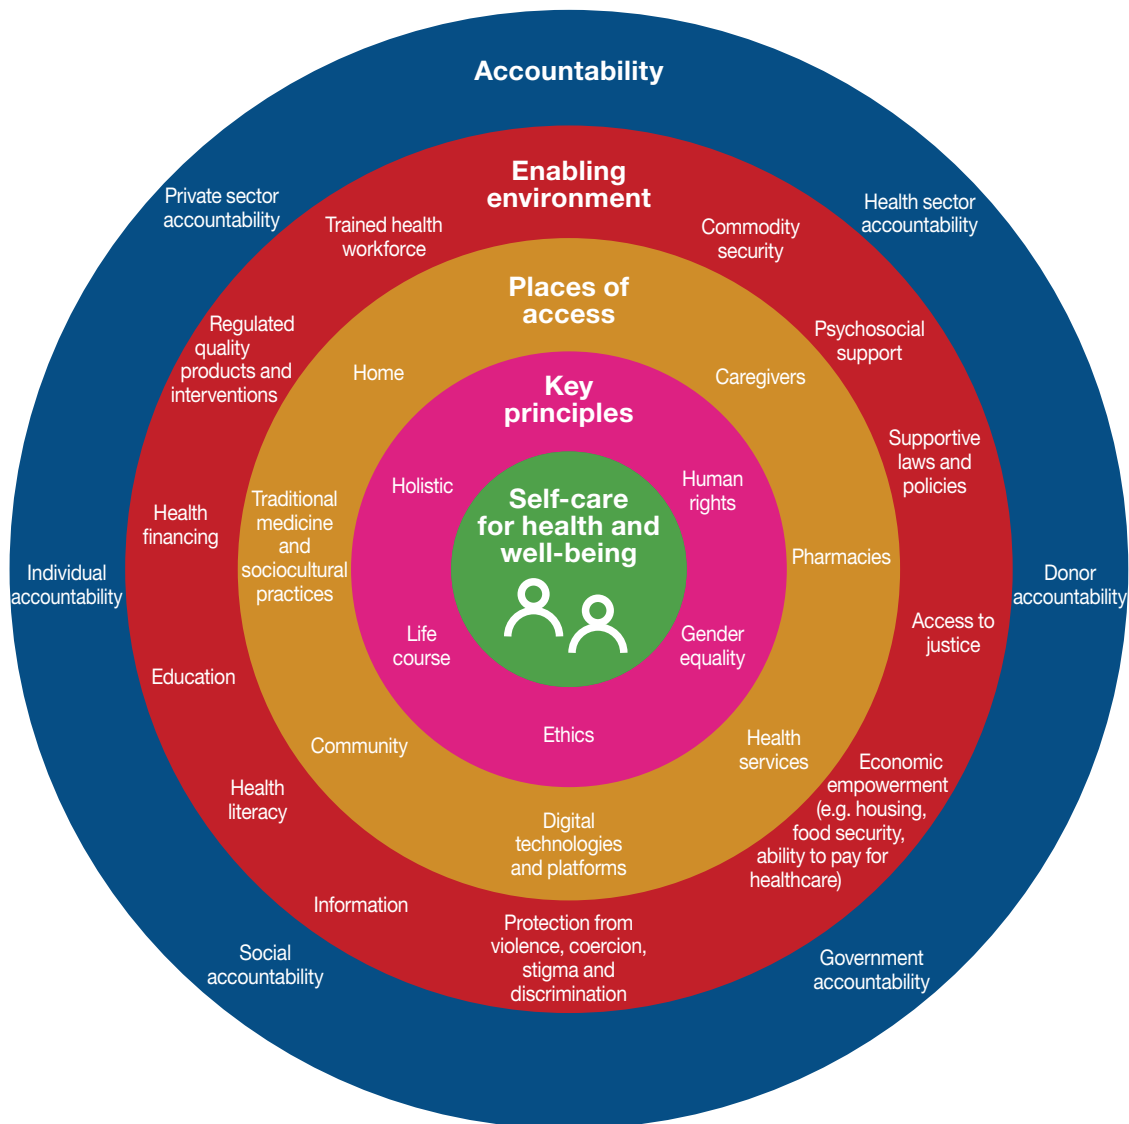 Accountability
Private sector
accountability
Health sector
accountability
Individual
accountability
Donor
accountability
Social
accountability
Government
accountability
Enabling
environment
Trained health
workforce
Commodity
security
Regulated
quality
products and
interventions
Psychosocial
support
Supportive
laws and
policies
Health
financing
Access to
justice
Education
Health
literacy
Economic
empowerment
(e.g. housing,
food security,
ability to pay for
healthcare)
Information
Protection from
violence, coercion,
stigma and
discrimination
Places of
access
Home
Caregivers
Traditional
medicine
and
sociocultural
practices
Pharmacies
Community
Health
services
Digital
technologies
and platforms
Key
principles
Holistic
Human
rights
Life
course
Gender
equality
Ethics
Self-care
for health and
well-being